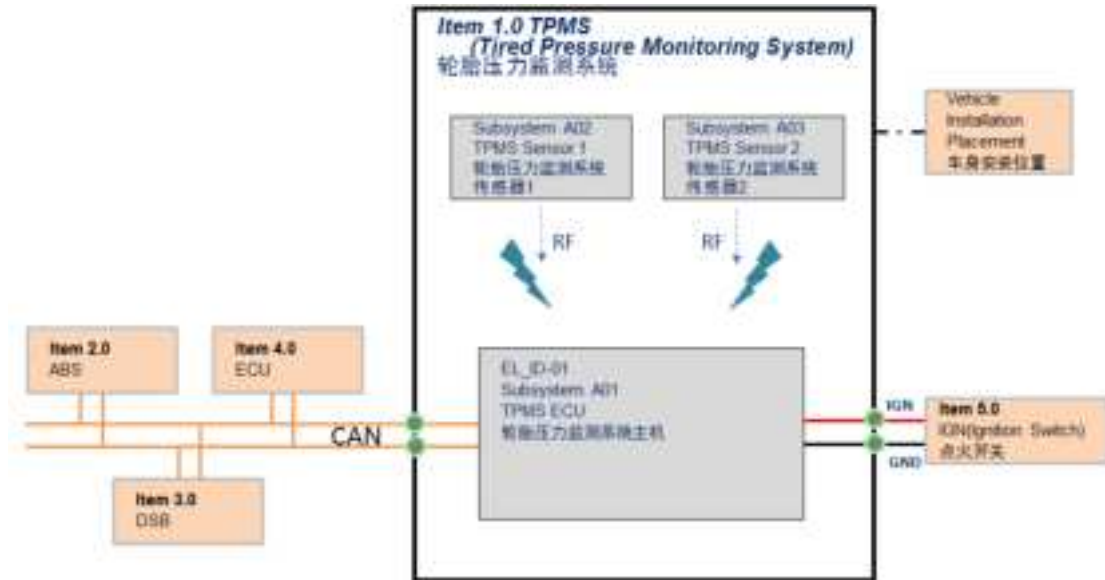 Item 1.0 TPMS
(Tired Pressure Monitoring System)
轮胎压力监测系统
Subsystem A02
TPMS Sensor 1
轮胎压力监测系统
传感器1
Subsystem A03
TPMS Sensor 2
轮胎压力监测系统
传感器2
Vehicle
Installation
Placement
车身安装位置
RF
RF
Item 2.0
ABS
Item 4.0
ECU
EL_ID-01
Subsystem A01
TPMS ECU
轮胎压力监测系统主机
CAN
IGN
GND
Item 5.0
IGN(Ignition Switch)
点火开关
Item 3.0
DSB